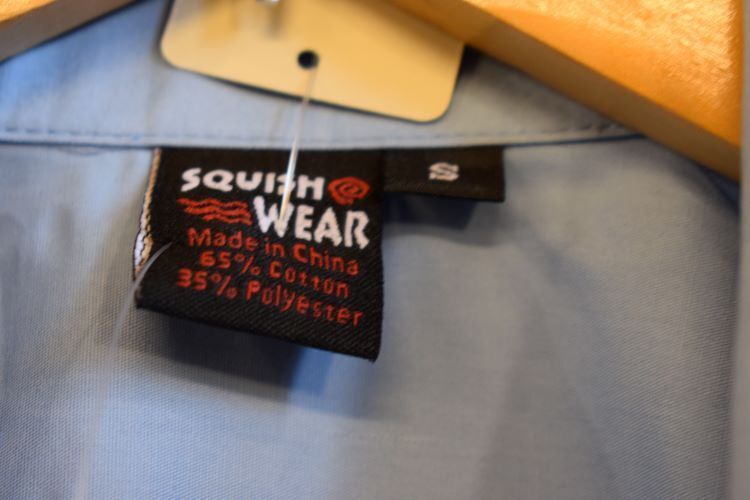 SQUISH
WEAR
Made in China
65% Cotton
35% Polyester
S